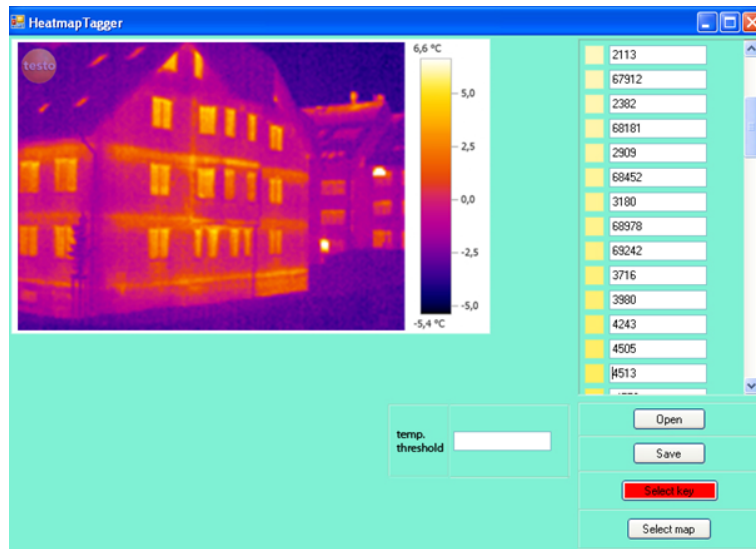 HeatmapTagger
testo
6,6 °C
5,0
2,5
0,0
-2,5
-5,0
-5,4 °C
2113
67912
2382
68181
2909
68452
3180
68978
69242
3716
3980
4243
4505
4513
temp.
threshold
Open
Save
Select key
Select map